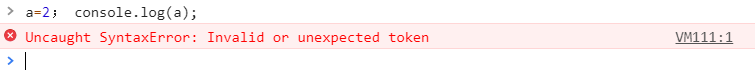 a=2； console.log(a);
Uncaught SyntaxError: Invalid or unexpected token VM111:1